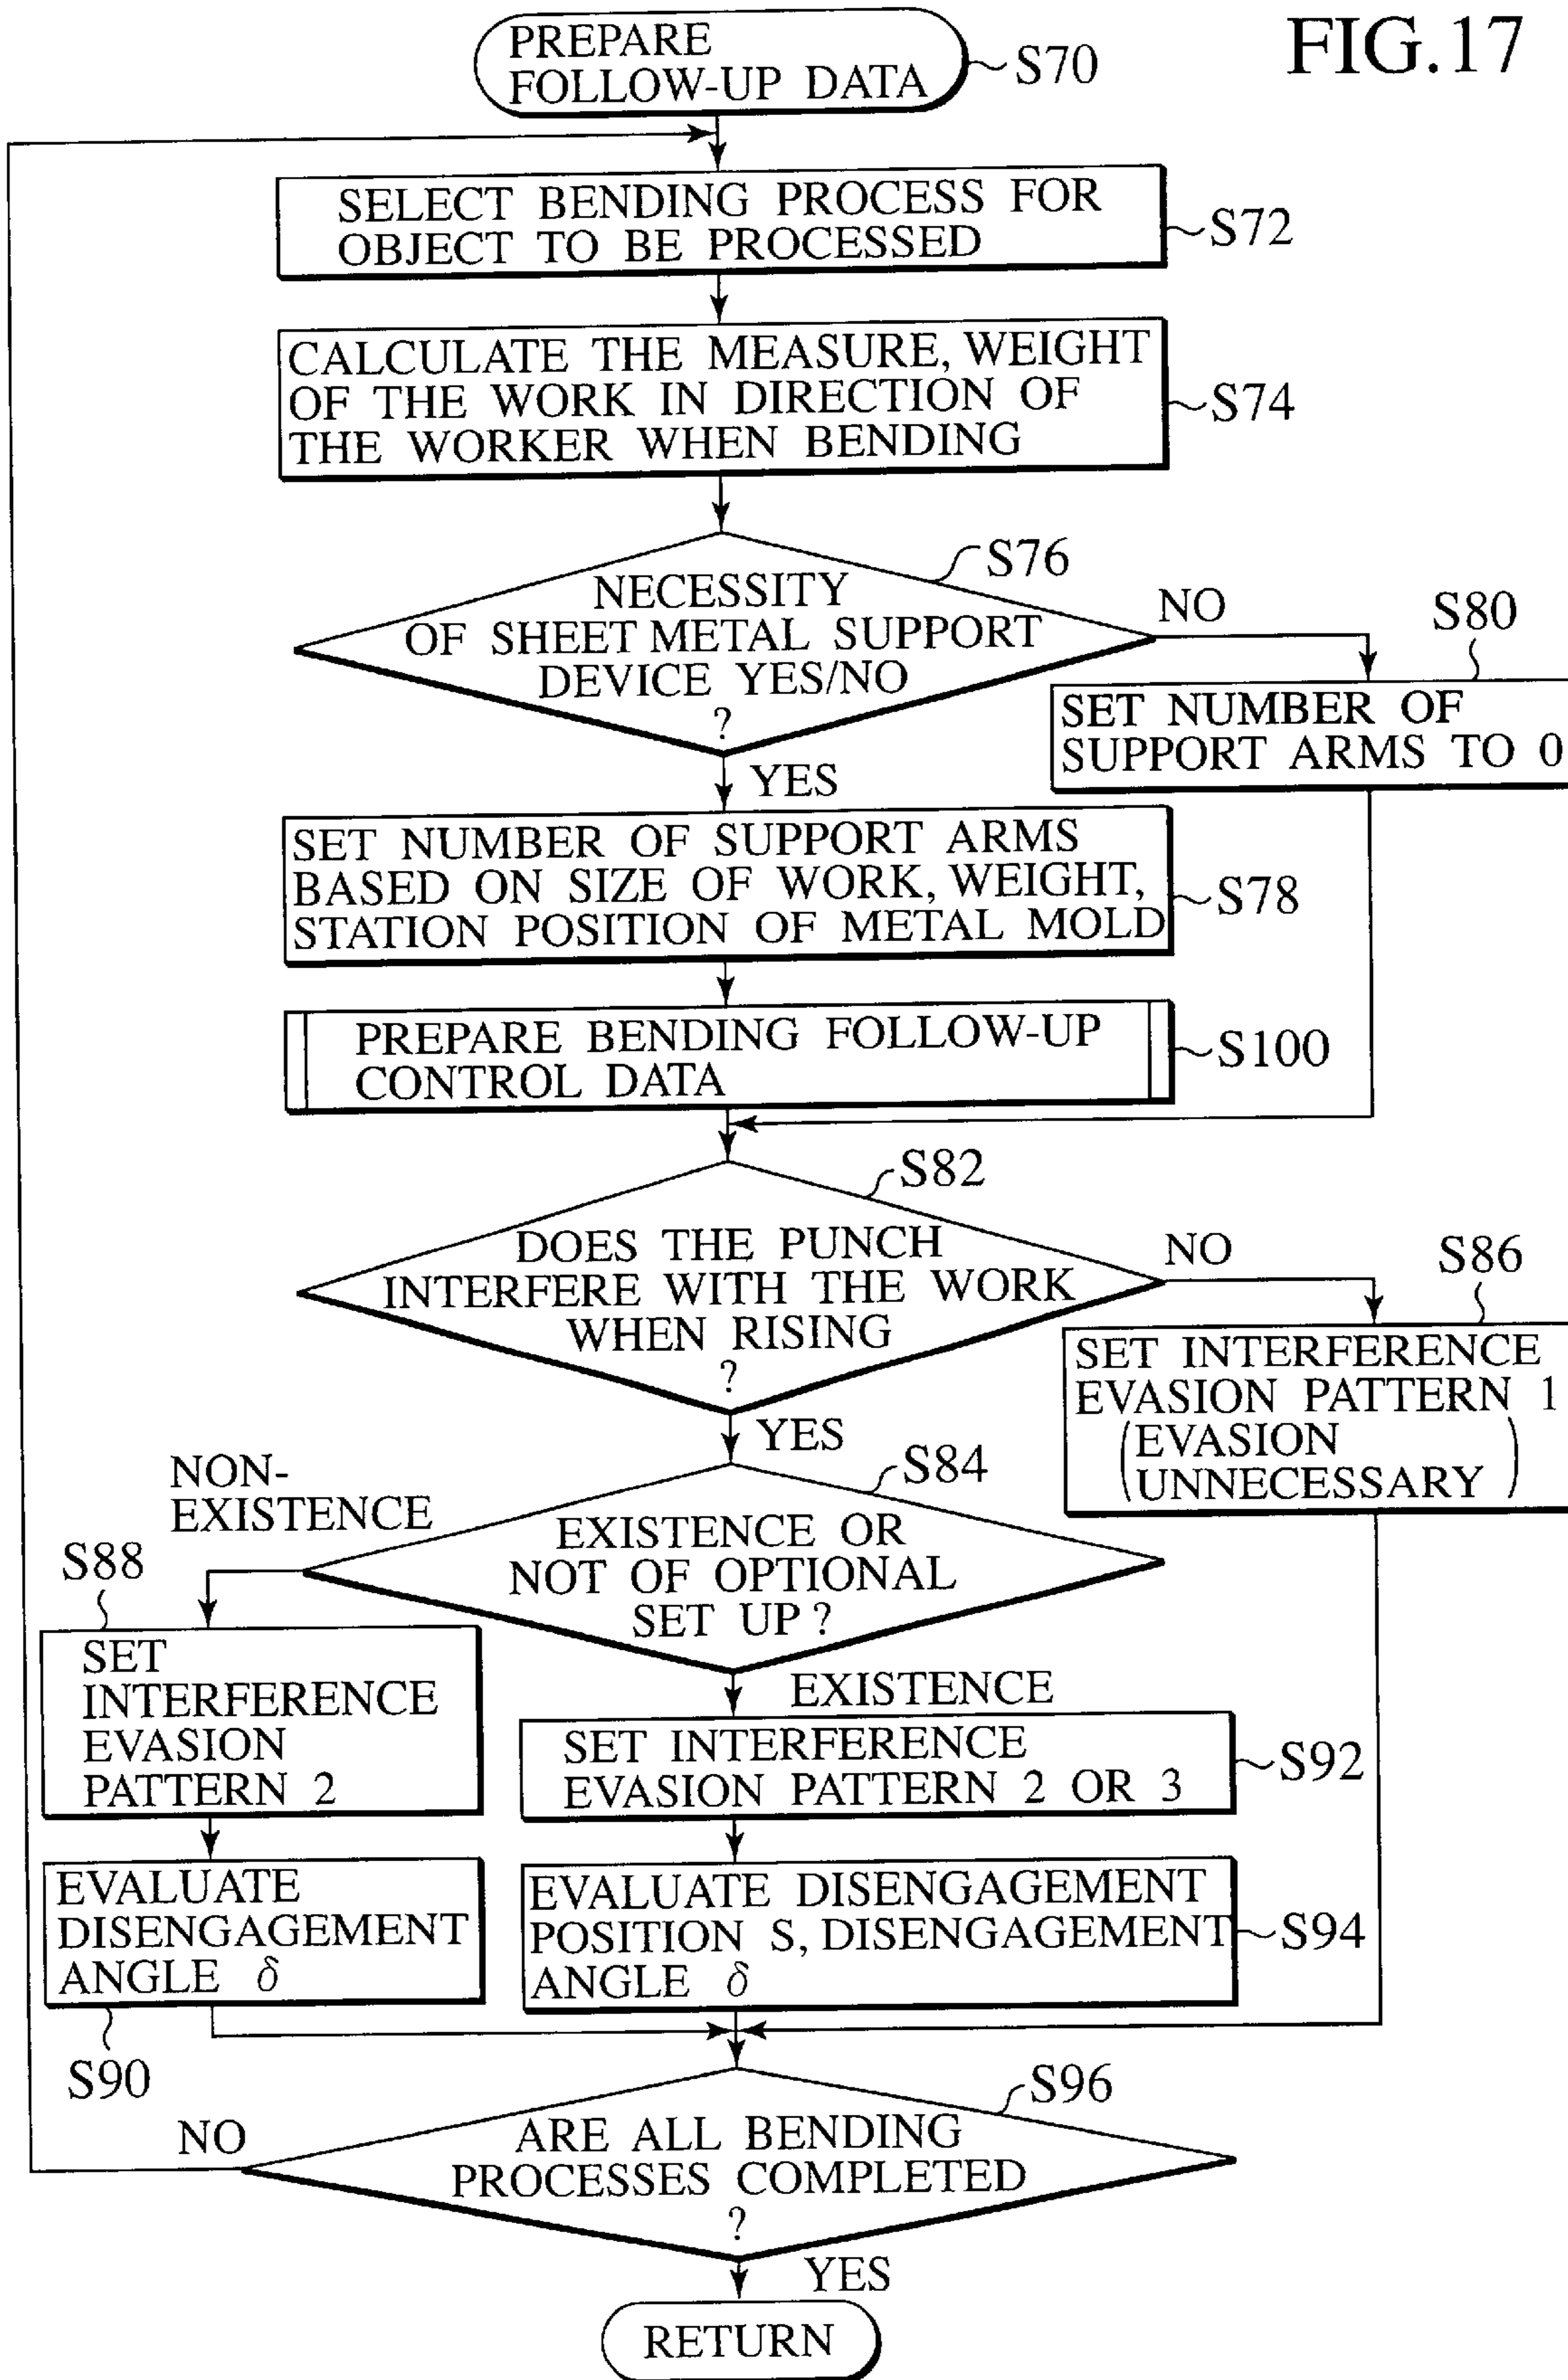 FIG.17
PREPARE
FOLLOW-UP DATA
S70
SELECT BENDING PROCESS FOR
OBJECT TO BE PROCESSED
S72
CALCULATE THE MEASURE, WEIGHT
OF THE WORK IN DIRECTION OF
THE WORKER WHEN BENDING
S74
S76
NECESSITY
OF SHEET METAL SUPPORT
DEVICE YES/NO
?
NO
S80
SET NUMBER OF
SUPPORT ARMS TO 0
YES
SET NUMBER OF SUPPORT ARMS
BASED ON SIZE OF WORK, WEIGHT,
STATION POSITION OF METAL MOLD
S78
PREPARE BENDING FOLLOW-UP
CONTROL DATA
S100
S82
DOES THE PUNCH
INTERFERE WITH THE WORK
WHEN RISING
?
NO
S86
SET INTERFERENCE
EVASION PATTERN 1
(EVASION
UNNECESSARY)
YES
S84
NON-
EXISTENCE
EXISTENCE OR
NOT OF OPTIONAL
SET UP ?
S88
SET
INTERFERENCE
EVASION
PATTERN 2
EXISTENCE
SET INTERFERENCE
EVASION PATTERN 2 OR 3
S92
EVALUATE
DISENGAGEMENT
ANGLE δ
S90
EVALUATE DISENGAGEMENT
POSITION S, DISENGAGEMENT
ANGLE δ
S94
S96
NO
ARE ALL BENDING
PROCESSES COMPLETED
?
YES
RETURN